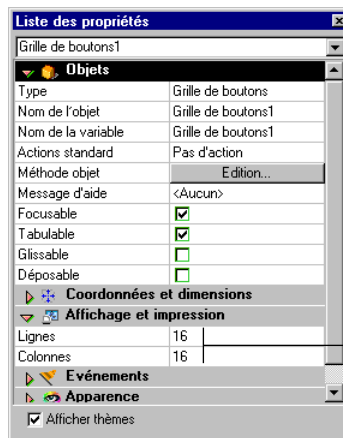 Liste des propriétés
Grille de boutons1
Objets
Type Grille de boutons
Nom de l'objet Grille de boutons1
Nom de la variable Grille de boutons1
Actions standard Pas d'action
Méthode objet Edition...
Message d'aide <Aucun>
Focusable
Tabulable
Glissable
Déposable
Coordonnées et dimensions
Affichage et impression
Lignes 16
Colonnes 16
Evénements
Apparence
Afficher thèmes